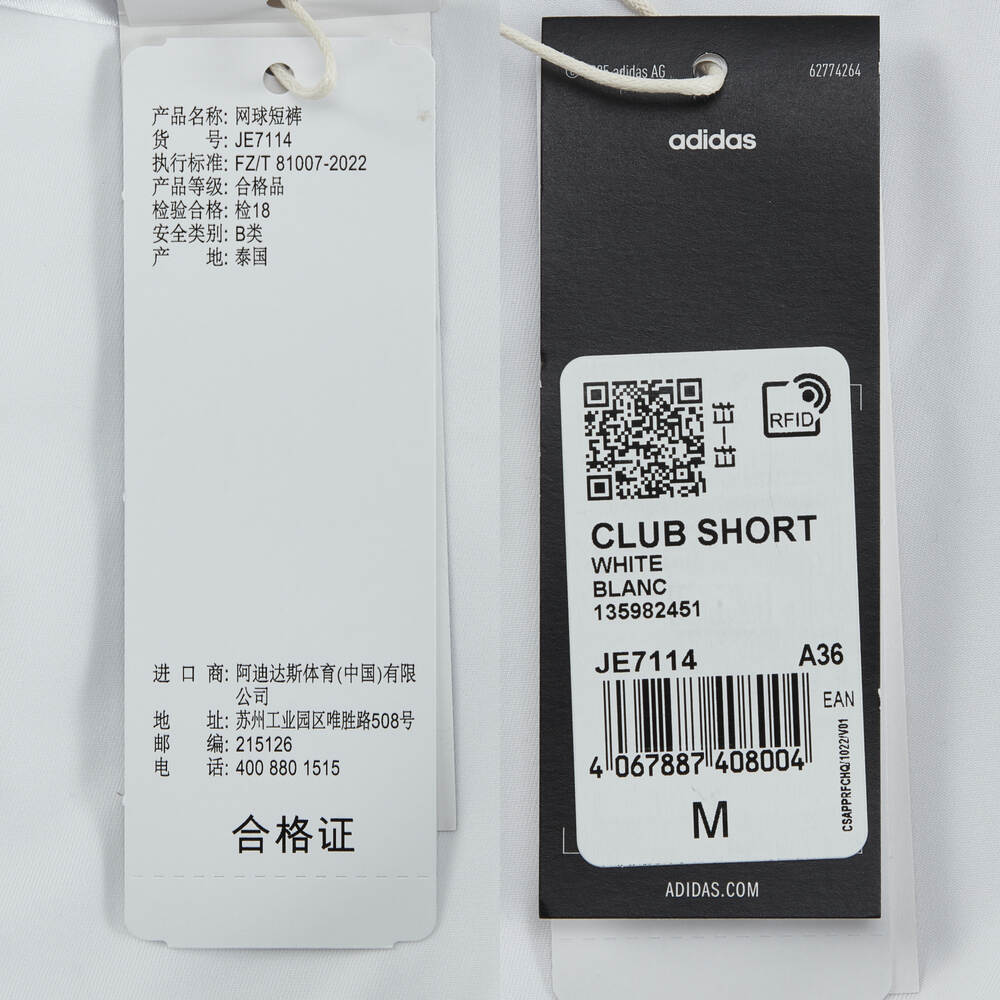 产品名称: 网球短裤
货 号: JE7114
执行标准: FZ/T 81007-2022
产品等级: 合格品
检验合格: 检18
安全类别: B类
产 地: 泰国
进 口 商: 阿迪达斯体育(中国)有限
公司
地 址: 苏州工业园区唯胜路508号
邮 编: 215126
电 话: 400 880 1515
合格证
adidas AG
62774264
adidas
扫一扫
RFID
CLUB SHORT
WHITE
BLANC
135982451
JE7114 A36
EAN
4 067887 408004
CSAPPRFCHQ/1022/V01
M
ADIDAS.COM